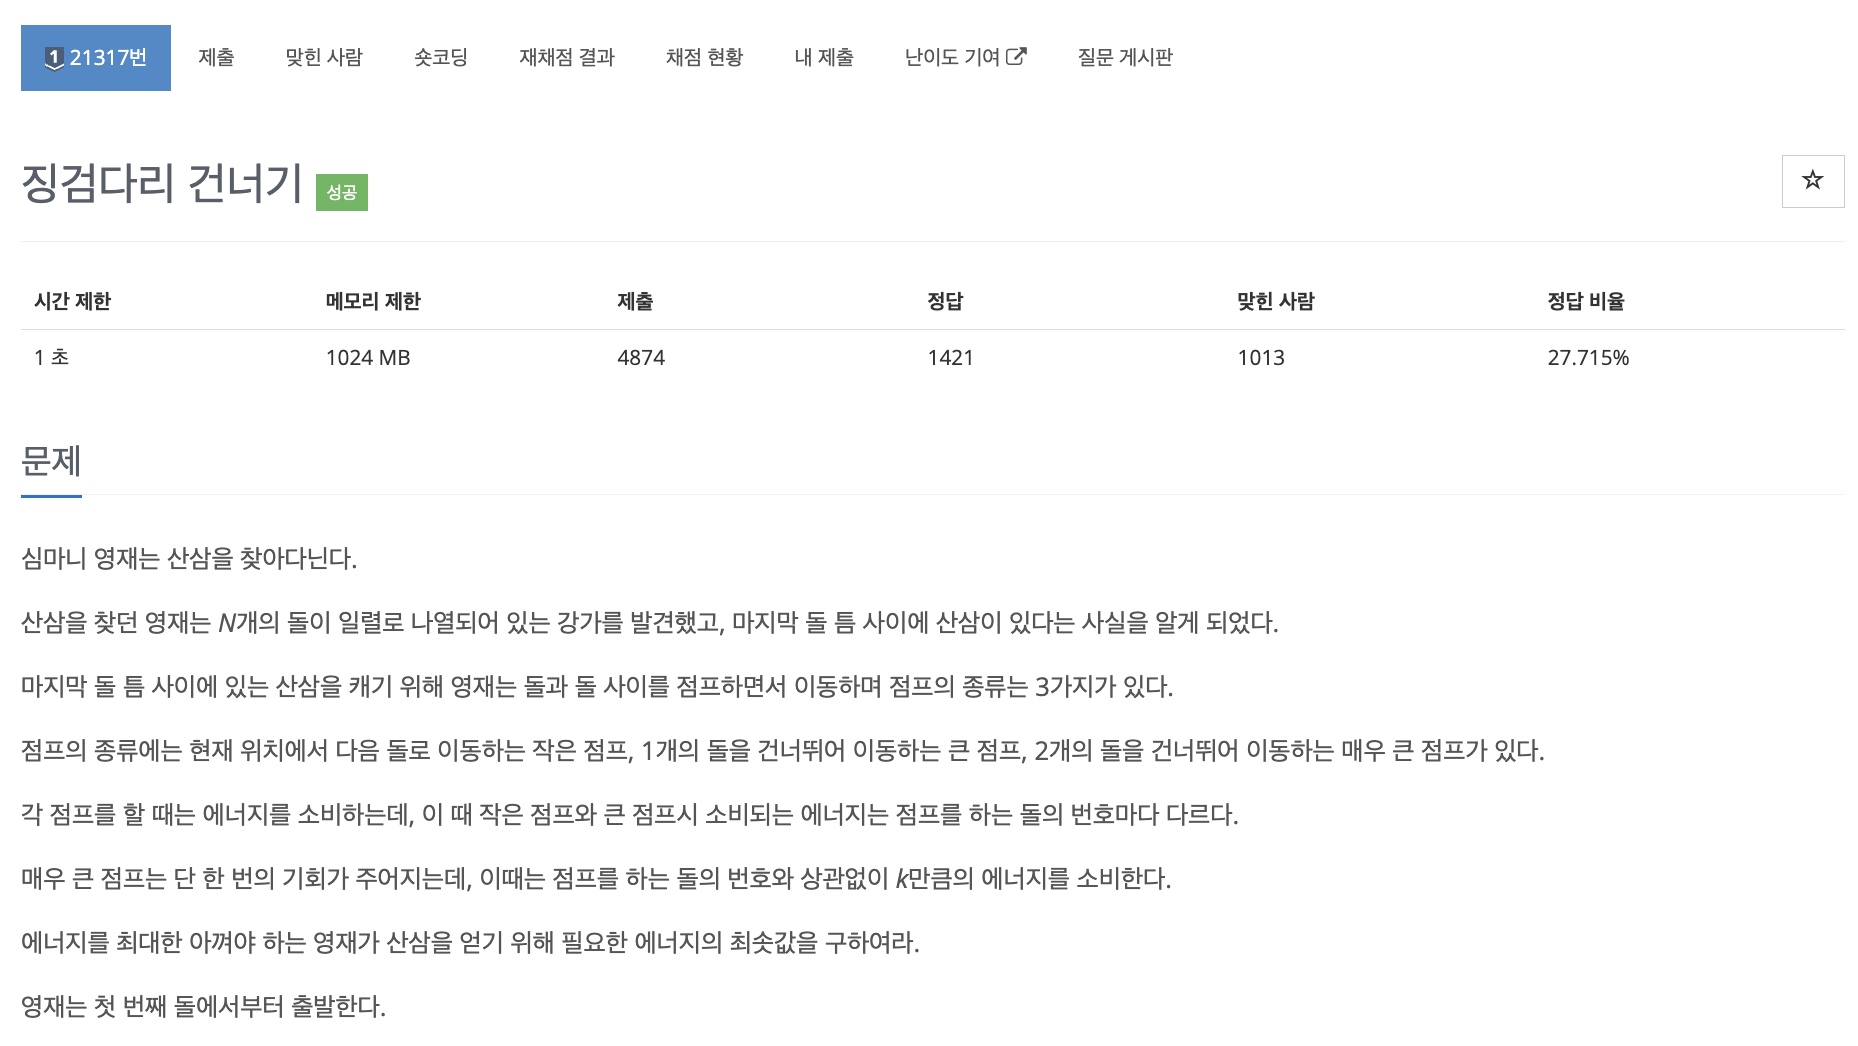 1 21317번 제출 맞힌 사람 숏코딩 재채점 결과 채점 현황 내 제출 난이도 기여 질문 게시판
징검다리 건너기 성공
시간 제한 메모리 제한 제출 정답 맞힌 사람 정답 비율
1 초 1024 MB 4874 1421 1013 27.715%
문제
심마니 영재는 산삼을 찾아다닌다.
산삼을 찾던 영재는 N개의 돌이 일렬로 나열되어 있는 강가를 발견했고, 마지막 돌 틈 사이에 산삼이 있다는 사실을 알게 되었다.
마지막 돌 틈 사이에 있는 산삼을 캐기 위해 영재는 돌과 돌 사이를 점프하면서 이동하며 점프의 종류는 3가지가 있다.
점프의 종류에는 현재 위치에서 다음 돌로 이동하는 작은 점프, 1개의 돌을 건너뛰어 이동하는 큰 점프, 2개의 돌을 건너뛰어 이동하는 매우 큰 점프가 있다.
각 점프를 할 때는 에너지를 소비하는데, 이 때 작은 점프와 큰 점프시 소비되는 에너지는 점프를 하는 돌의 번호마다 다르다.
매우 큰 점프는 단 한 번의 기회가 주어지는데, 이때는 점프를 하는 돌의 번호와 상관없이 k만큼의 에너지를 소비한다.
에너지를 최대한 아껴야 하는 영재가 산삼을 얻기 위해 필요한 에너지의 최솟값을 구하여라.
영재는 첫 번째 돌에서부터 출발한다.